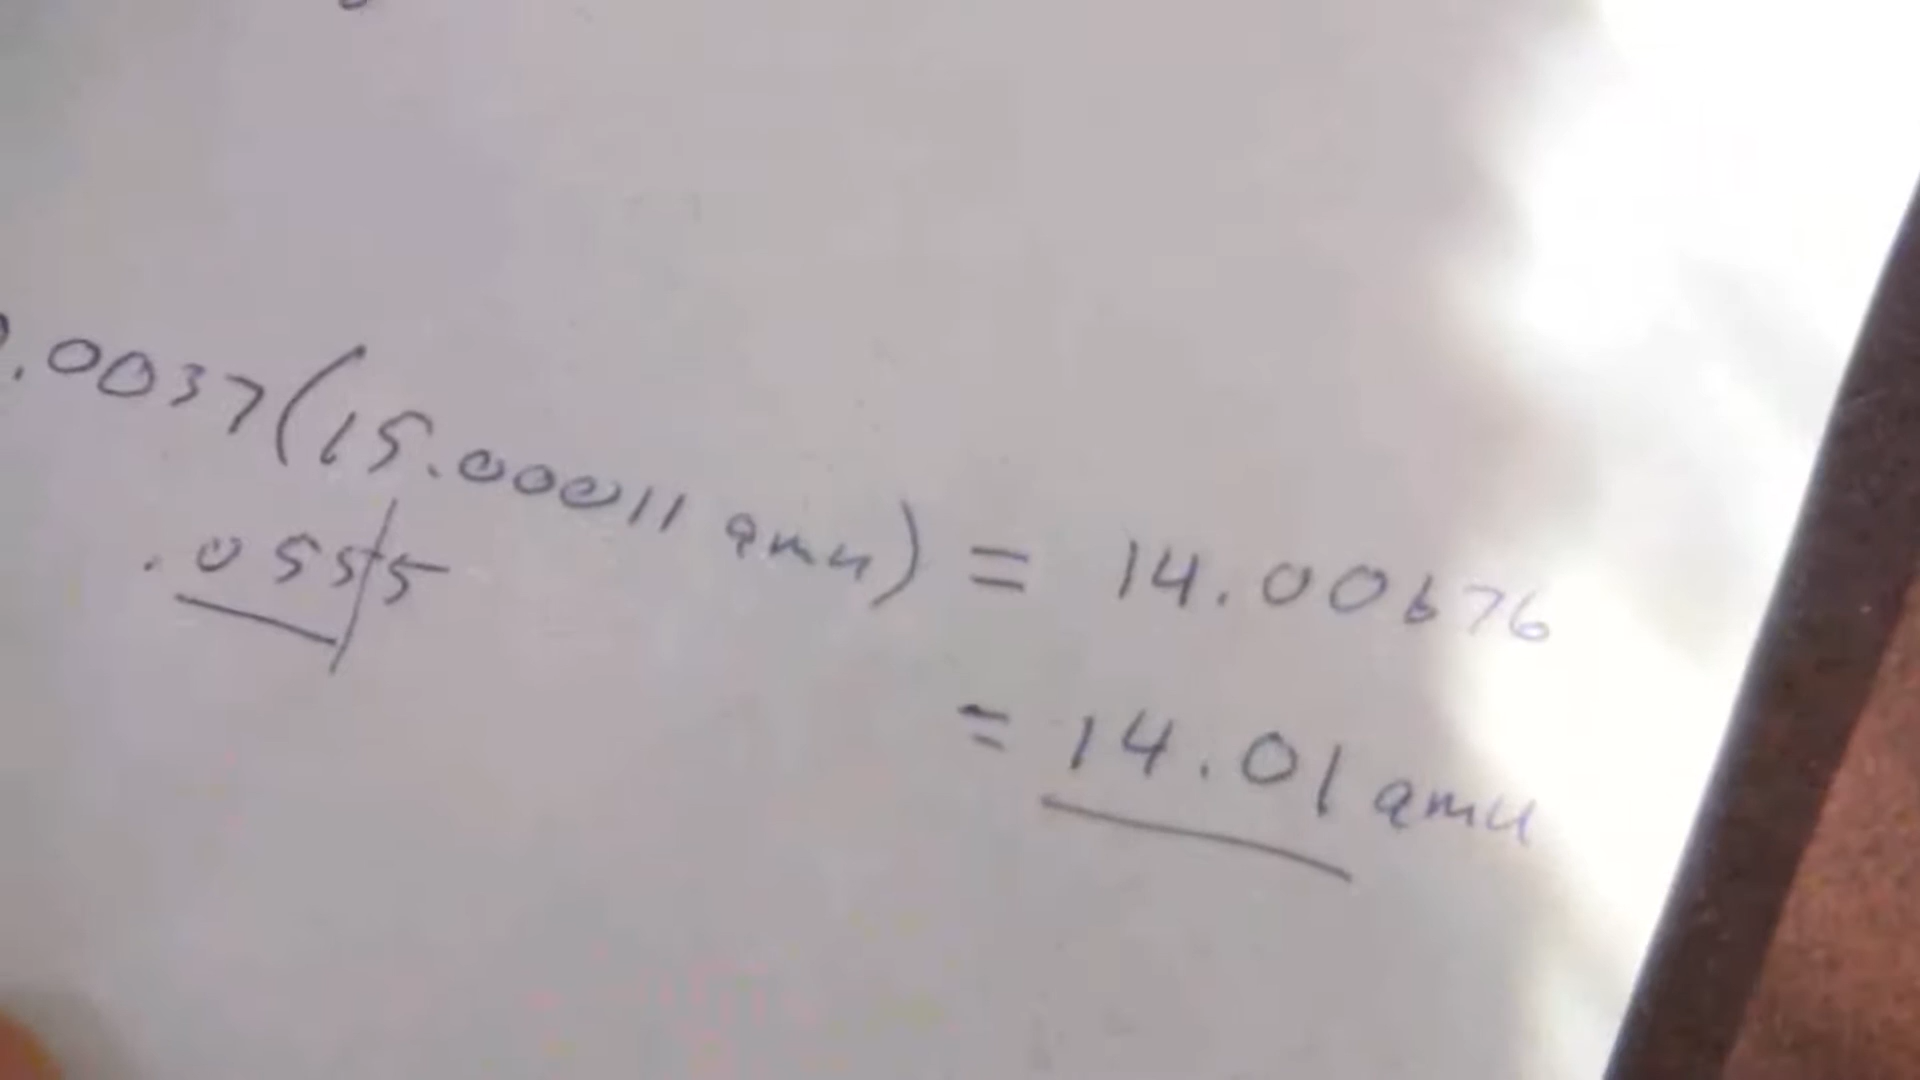 .0037(15.00011 amu) = 14.00676
.0555
= 14.01 amu